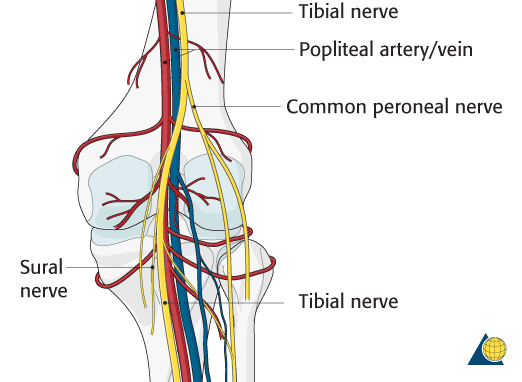 Tibial nerve
Popliteal artery/vein
Common peroneal nerve
Sural
nerve
Tibial nerve